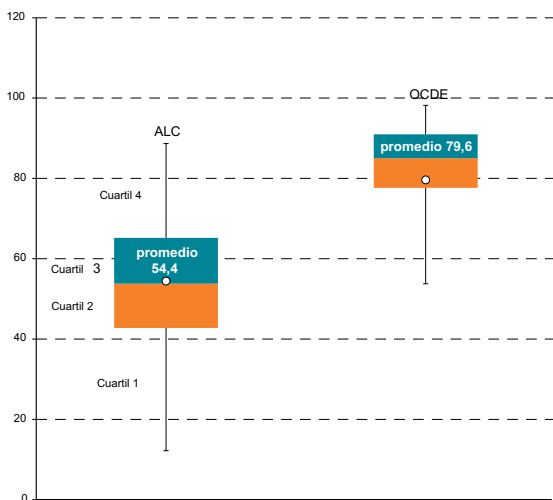 120
100
80
60
40
20
0
ALC
Cuartil 4
promedio
54,4
Cuartil 3
Cuartil 2
Cuartil 1
OCDE
promedio 79,6